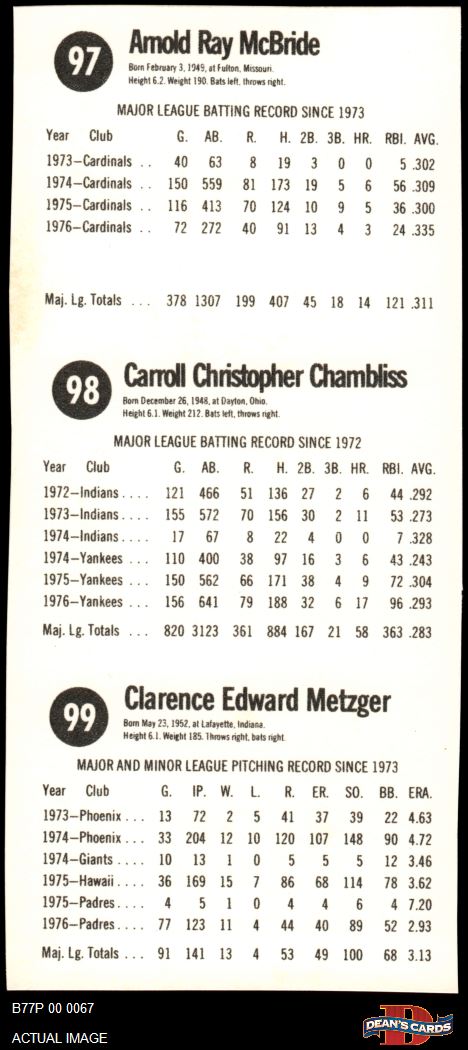 97
Arnold Ray McBride
Born February 3, 1949, at Fulton, Missouri.
Height 6.2. Weight 190. Bats left, throws right.
MAJOR LEAGUE BATTING RECORD SINCE 1973
Year Club G. AB. R. H. 2B. 3B. HR. RBI. AVG.
1973—Cardinals . . 40 63 8 19 3 0 0 5 .302
1974—Cardinals . . 150 559 81 173 19 5 6 56 .309
1975—Cardinals . . 116 413 70 124 10 9 5 36 .300
1976—Cardinals . . 72 272 40 91 13 4 3 24 .335
Maj. Lg. Totals . . . 378 1307 199 407 45 18 14 121 .311
98
Carroll Christopher Chambliss
Born December 26, 1948, at Dayton, Ohio.
Height 6.1. Weight 212. Bats left, throws right.
MAJOR LEAGUE BATTING RECORD SINCE 1972
Year Club G. AB. R. H. 2B. 3B. HR. RBI. AVG.
1972—Indians . . . . 121 466 51 136 27 2 6 44 .292
1973—Indians . . . . 155 572 70 156 30 2 11 53 .273
1974—Indians . . . . 17 67 8 22 4 0 0 7 .328
1974—Yankees . . . 110 400 38 97 16 3 6 43 .243
1975—Yankees . . . 150 562 66 171 38 4 9 72 .304
1976—Yankees . . . 156 641 79 188 32 6 17 96 .293
Maj. Lg. Totals . . . 820 3123 361 884 167 21 58 363 .283
99
Clarence Edward Metzger
Born May 23, 1952, at Lafayette, Indiana.
Height 6.1. Weight 185. Throws right, bats right.
MAJOR AND MINOR LEAGUE PITCHING RECORD SINCE 1973
Year Club G. IP. W. L. R. ER. SO. BB. ERA.
1973—Phoenix . . . 13 72 2 5 41 37 39 22 4.63
1974—Phoenix . . . 33 204 12 10 120 107 148 90 4.72
1974—Giants . . . . 10 13 1 0 5 5 5 12 3.46
1975—Hawaii . . . . 36 169 15 7 86 68 114 78 3.62
1975—Padres. . . . 4 5 1 0 4 4 6 4 7.20
1976—Padres. . . . 77 123 11 4 44 40 89 52 2.93
Maj. Lg. Totals . . . 91 141 13 4 53 49 100 68 3.13
B77P 00 0067
ACTUAL IMAGE
D
DEAN'S CARDS